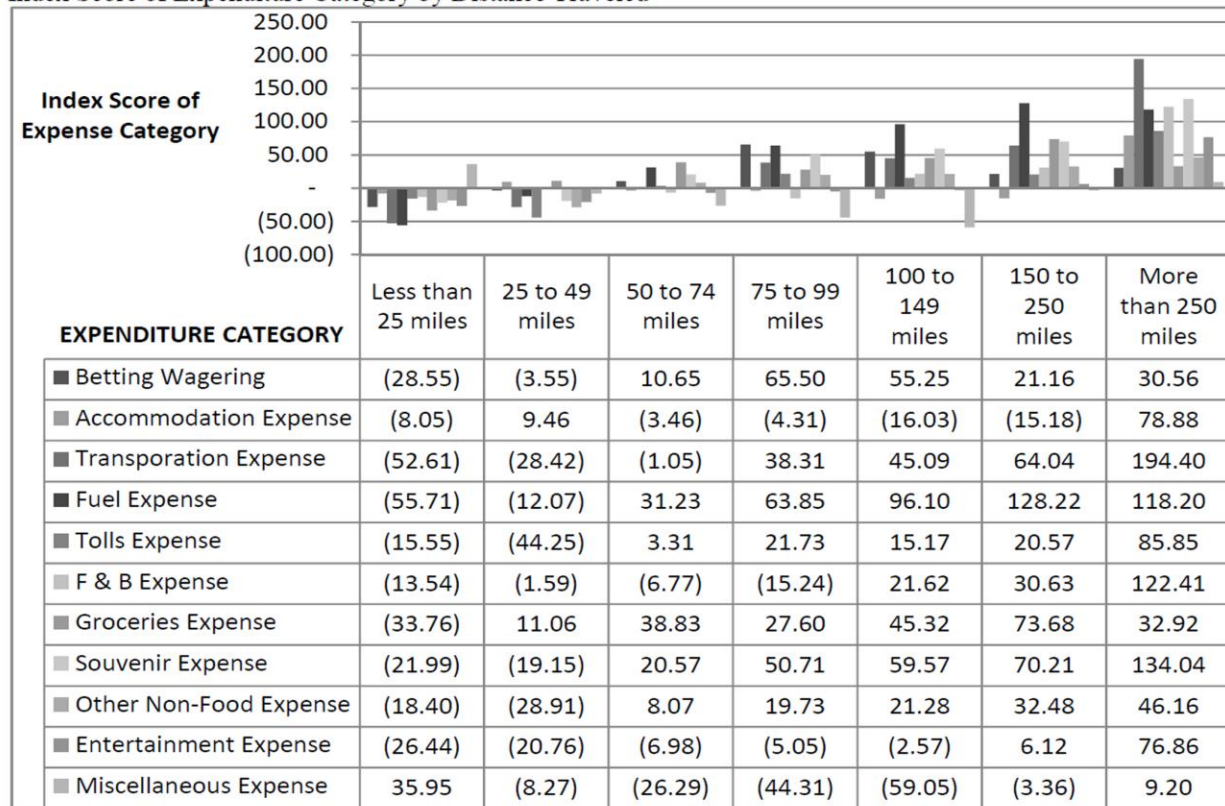 Index Score of Expenditure Category by Distance Traveled
250.00
200.00
150.00
100.00
50.00
-
(50.00)
(100.00)
Index Score of
Expense Category
EXPENDITURE CATEGORY Less than 25 miles 25 to 49 miles 50 to 74 miles 75 to 99 miles 100 to 149 miles 150 to 250 miles More than 250 miles
Betting Wagering (28.55) (3.55) 10.65 65.50 55.25 21.16 30.56
Accommodation Expense (8.05) 9.46 (3.46) (4.31) (16.03) (15.18) 78.88
Transporation Expense (52.61) (28.42) (1.05) 38.31 45.09 64.04 194.40
Fuel Expense (55.71) (12.07) 31.23 63.85 96.10 128.22 118.20
Tolls Expense (15.55) (44.25) 3.31 21.73 15.17 20.57 85.85
F & B Expense (13.54) (1.59) (6.77) (15.24) 21.62 30.63 122.41
Groceries Expense (33.76) 11.06 38.83 27.60 45.32 73.68 32.92
Souvenir Expense (21.99) (19.15) 20.57 50.71 59.57 70.21 134.04
Other Non-Food Expense (18.40) (28.91) 8.07 19.73 21.28 32.48 46.16
Entertainment Expense (26.44) (20.76) (6.98) (5.05) (2.57) 6.12 76.86
Miscellaneous Expense 35.95 (8.27) (26.29) (44.31) (59.05) (3.36) 9.20